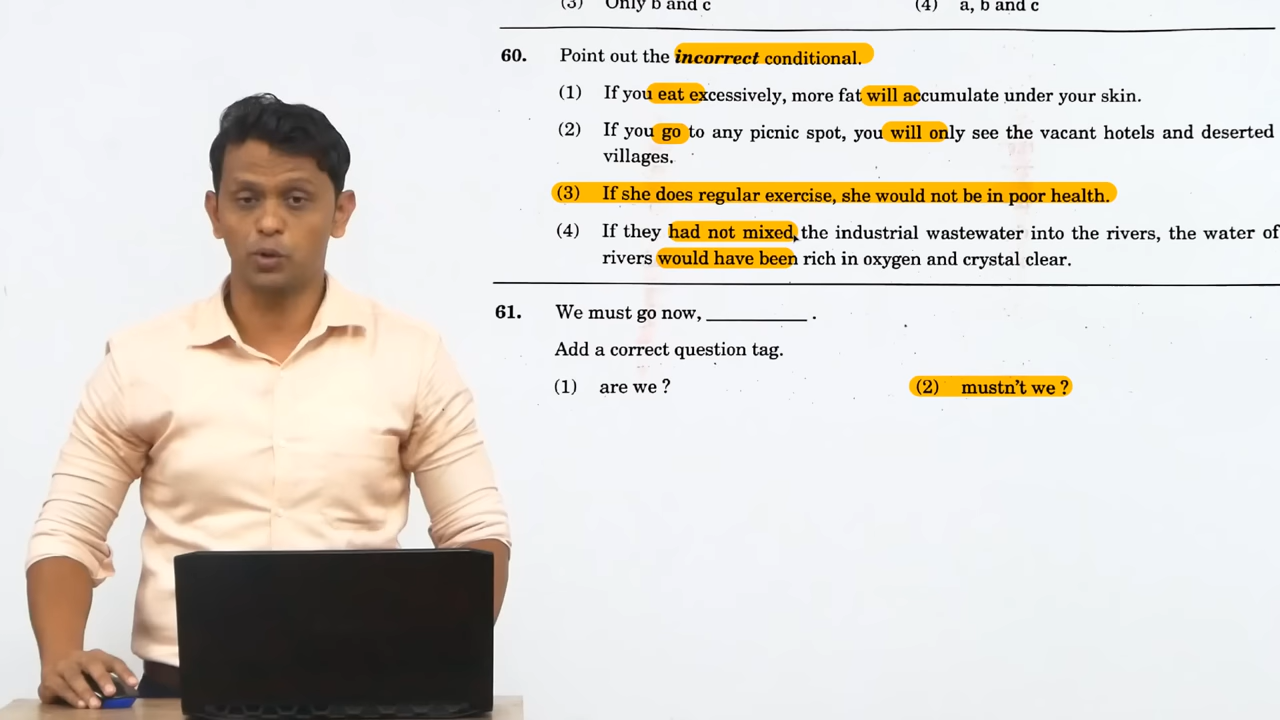 (3) Only b and c (4) a, b and c
60. Point out the incorrect conditional.
(1) If you eat excessively, more fat will accumulate under your skin.
(2) If you go to any picnic spot, you will only see the vacant hotels and deserted
villages.
(3) If she does regular exercise, she would not be in poor health.
(4) If they had not mixed the industrial wastewater into the rivers, the water of
rivers would have been rich in oxygen and crystal clear.
61. We must go now, __________ .
Add a correct question tag.
(1) are we ? (2) mustn't we ?